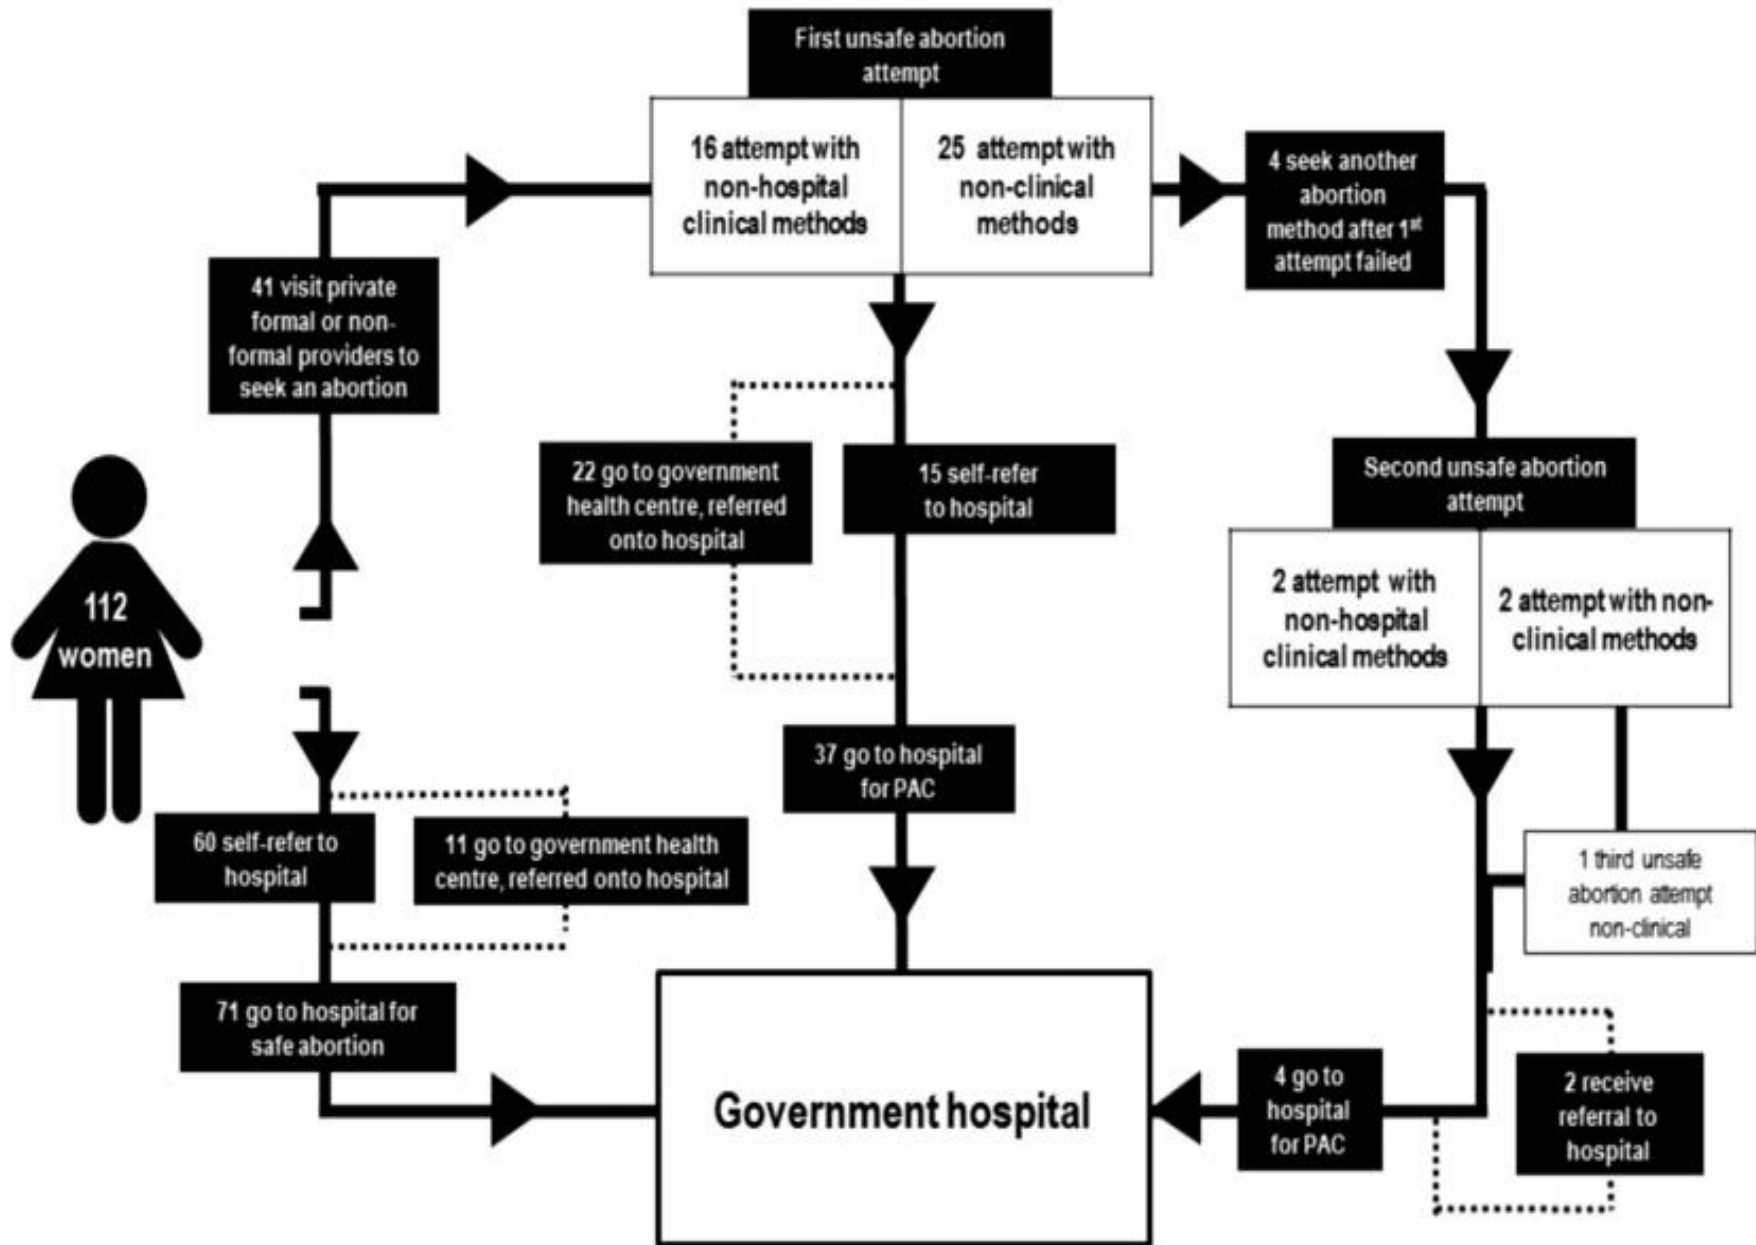 First unsafe abortion
attempt
16 attempt with
non-hospital
clinical methods
25 attempt with
non-clinical
methods
4 seek another
abortion
method after 1st
attempt failed
41 visit private
formal or non-
formal providers to
seek an abortion
22 go to government
health centre, referred
onto hospital
15 self-refer
to hospital
Second unsafe abortion
attempt
2 attempt with
non-hospital
clinical methods
2 attempt with non-
clinical methods
112
women
37 go to hospital
for PAC
60 self-refer to
hospital
11 go to government health
centre, referred onto hospital
1 third unsafe
abortion attempt
non-clinical
71 go to hospital for
safe abortion
Government hospital
4 go to
hospital
for PAC
2 receive
referral to
hospital